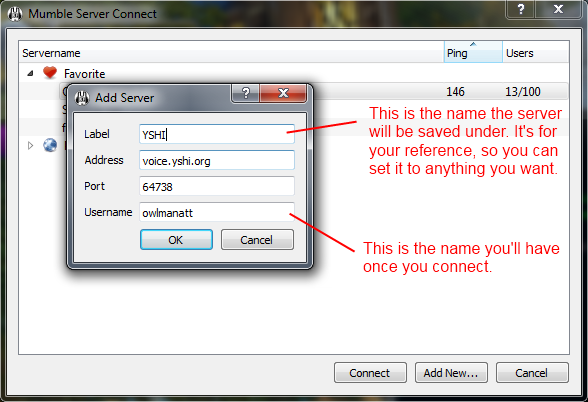 Mumble Server Connect
Servername Ping Users
Favorite
146 13/100
Add Server
Label YSHI
Address voice.yshi.org
Port 64738
Username owlmanatt
OK Cancel
This is the name the server
will be saved under. It's for
your reference, so you can
set it to anything you want.
This is the name you'll have
once you connect.
Connect Add New... Cancel